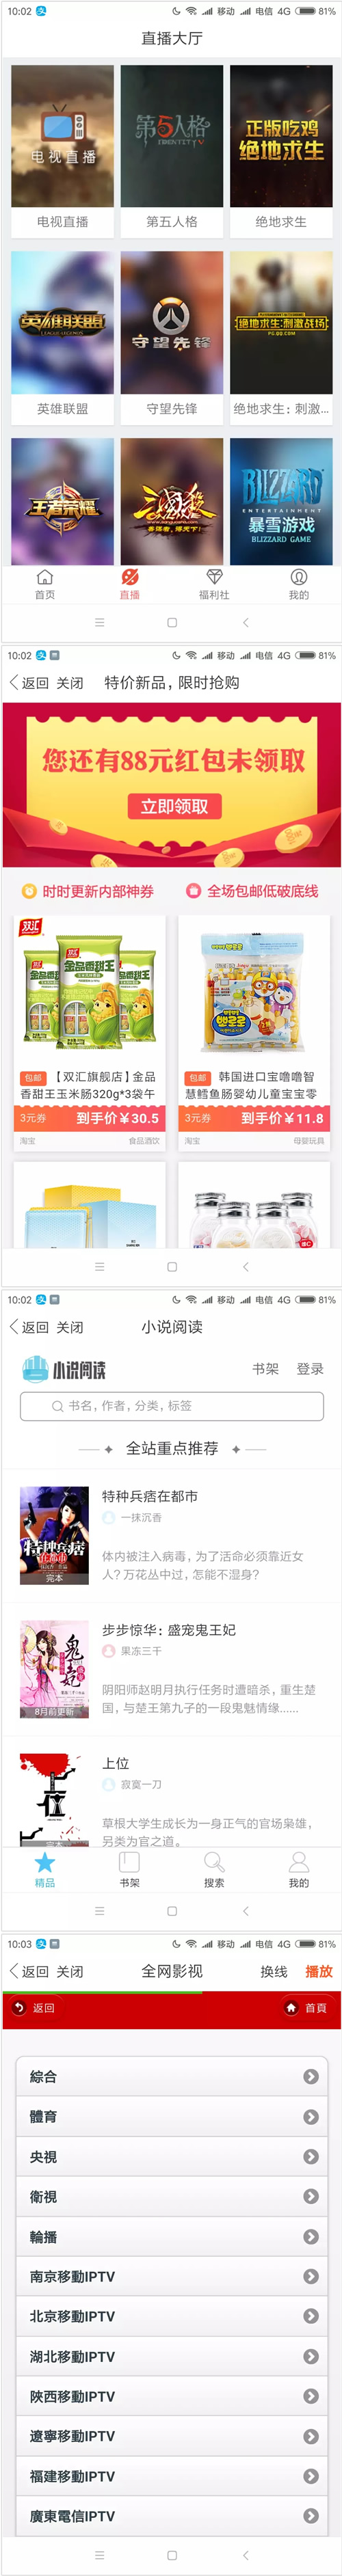 10:02 移动 电信 4G 81%
直播大厅
电视直播
第5人格
IDENTITY V
正版吃鸡
绝地求生
电视直播 第五人格 绝地求生
英雄联盟
LEAGUE LEGENDS
守望先锋
绝地求生:刺激战场
PG.QQ.COM
英雄联盟 守望先锋 绝地求生：刺激...
王者荣耀
三国杀
BLIZZARD
ENTERTAINMENT
暴雪游戏
BLIZZARD GAME
首页 直播 福利社 我的
10:02 移动 电信 4G 81%
返回 关闭 特价新品，限时抢购
您还有88元红包未领取
立即领取
时时更新内部神券 全场包邮低破底线
双汇
金品香甜王
包邮 【双汇旗舰店】金品
香甜王玉米肠320g*3袋午
3元券 到手价￥30.5
淘宝 食品酒饮
包邮 韩国进口宝噜噜智
慧鳕鱼肠婴幼儿童宝宝零
3元券 到手价￥11.8
淘宝 母婴玩具
10:02 移动 电信 4G 81%
返回 关闭 小说阅读
小说阅读 书架 登录
书名，作者，分类，标签
全站重点推荐
特种兵痞在都市
一抹沉香
体内被注入病毒，为了活命必须靠近女
人？万花丛中过，怎能不湿身？
完本
步步惊华：盛宠鬼王妃
果冻三千
阴阳师赵明月执行任务时遭暗杀，重生楚
国，与楚王第九子的一段鬼魅情缘......
鬼妃
8月前更新
上位
寂寞一刀
草根大学生成长为一身正气的官场枭雄，
另类为官之道。
完本
精品 书架 搜索 我的
10:03 移动 电信 4G 81%
返回 关闭 全网影视 换线 播放
返回 首頁
綜合
體育
央視
衛視
輪播
南京移動IPTV
北京移動IPTV
湖北移動IPTV
陝西移動IPTV
遼寧移動IPTV
福建移動IPTV
廣東電信IPTV